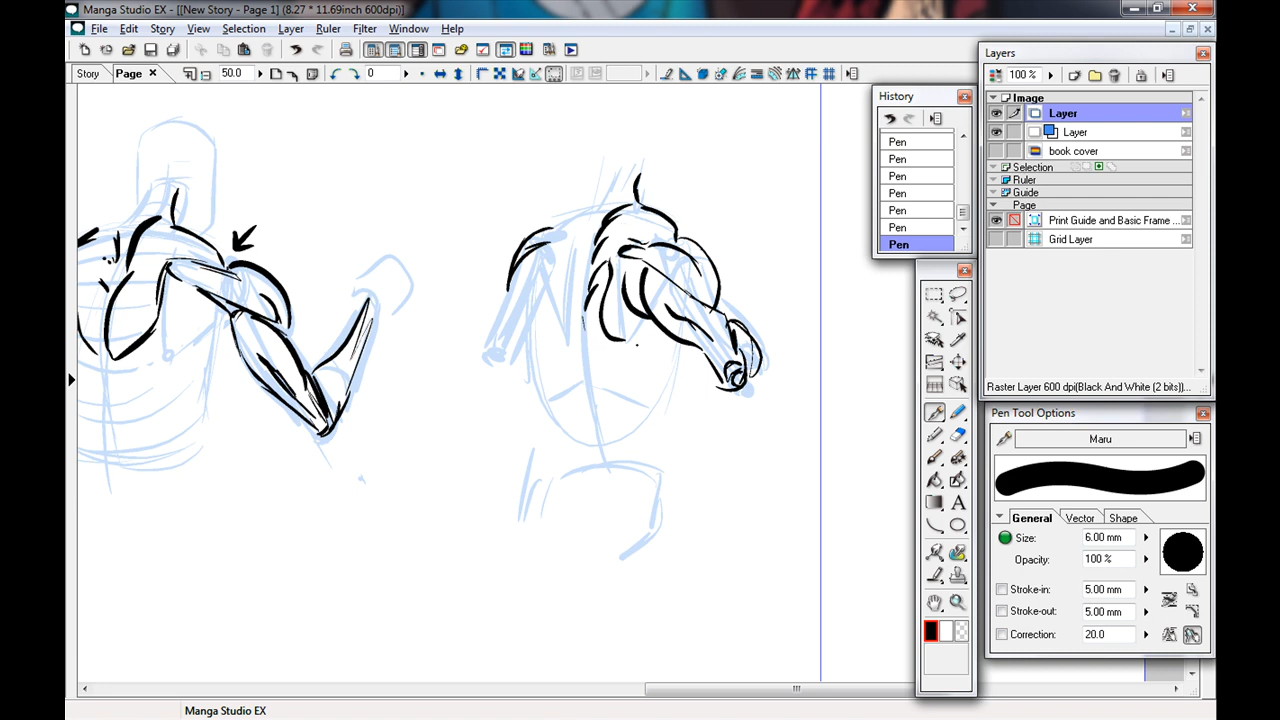 Manga Studio EX - [[New Story - Page 1] (8.27 * 11.69inch 600dpi)]
File Edit Story View Selection Layer Ruler Filter Window Help
Story Page 50.0 0
Layers
100 %
Image
Layer
Layer
book cover
Selection
Ruler
Guide
Page
Print Guide and Basic Frame ...
Grid Layer
Raster Layer 600 dpi(Black And White (2 bits)...
History
Pen
Pen
Pen
Pen
Pen
Pen
Pen
A
Pen Tool Options
Maru
General Vector Shape
Size: 6.00 mm
Opacity: 100 %
Stroke-in: 5.00 mm
Stroke-out: 5.00 mm
Correction: 20.0
Manga Studio EX